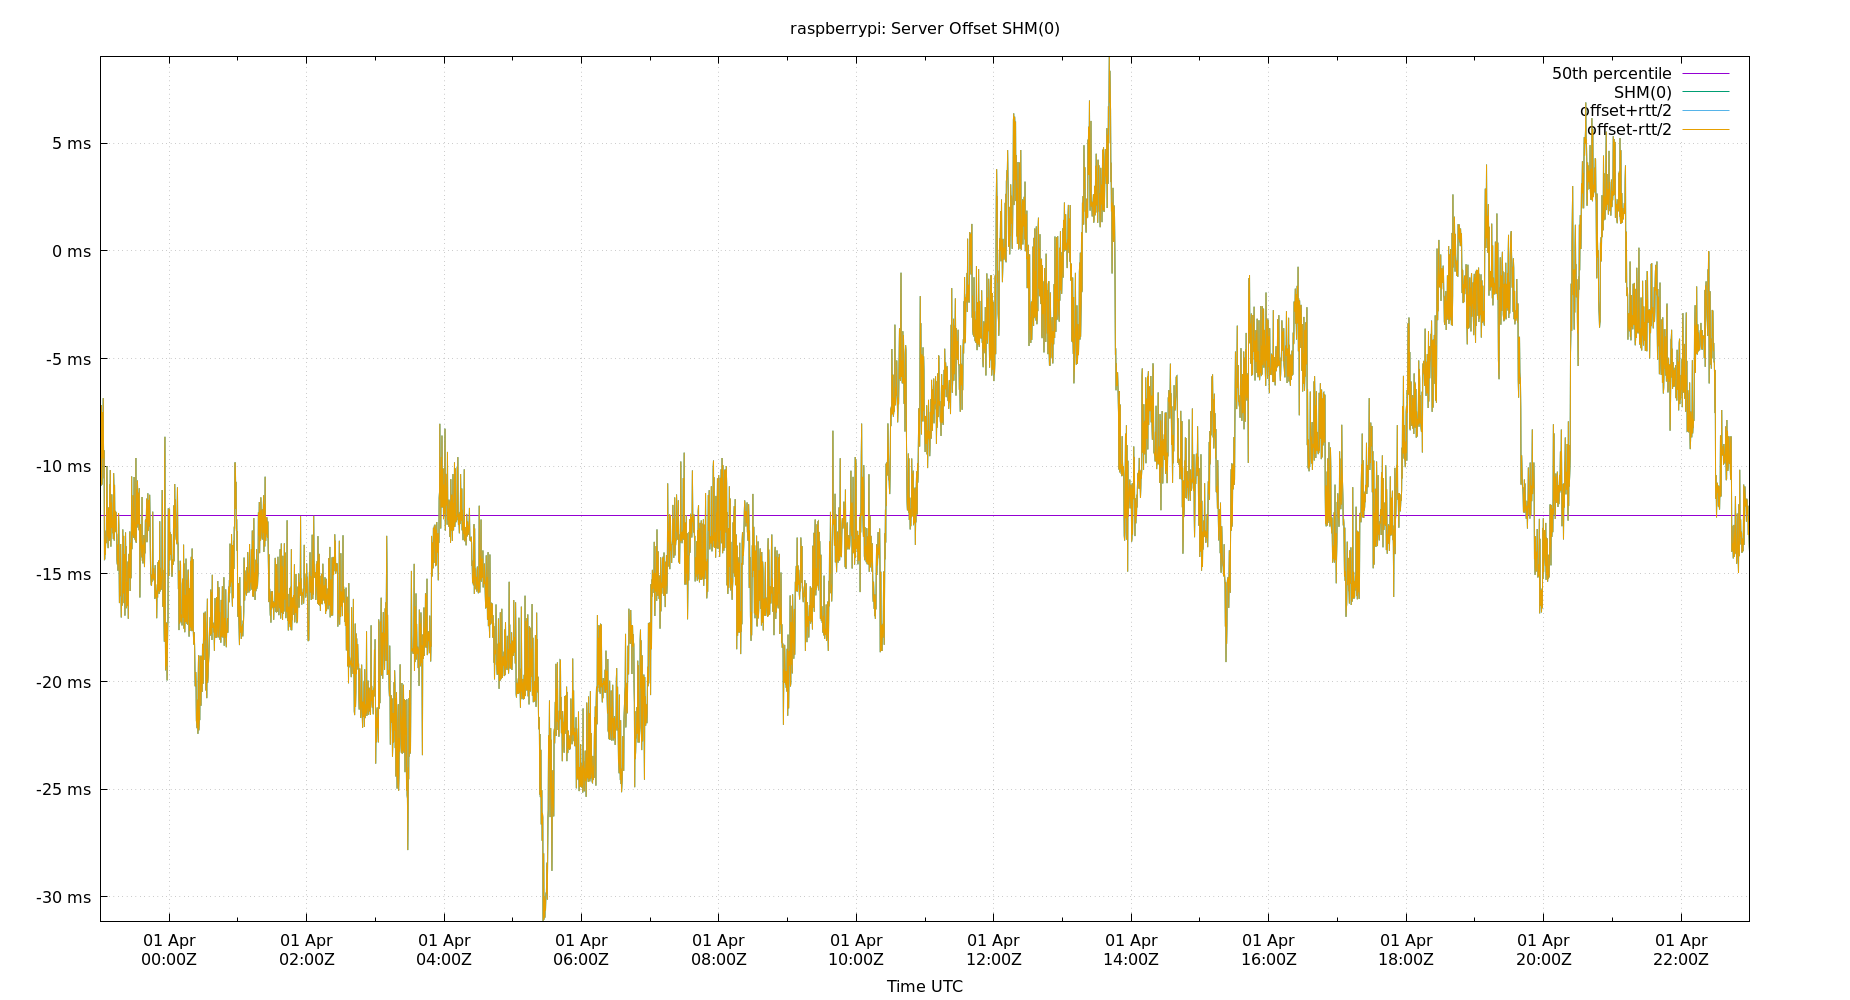 raspberrypi: Server Offset SHM(0)
50th percentile
SHM(0)
offset+rtt/2
offset-rtt/2
5 ms
0 ms
-5 ms
-10 ms
-15 ms
-20 ms
-25 ms
-30 ms
01 Apr 01 Apr 01 Apr 01 Apr 01 Apr 01 Apr 01 Apr 01 Apr 01 Apr 01 Apr 01 Apr 01 Apr
00:00Z 02:00Z 04:00Z 06:00Z 08:00Z 10:00Z 12:00Z 14:00Z 16:00Z 18:00Z 20:00Z 22:00Z
Time UTC